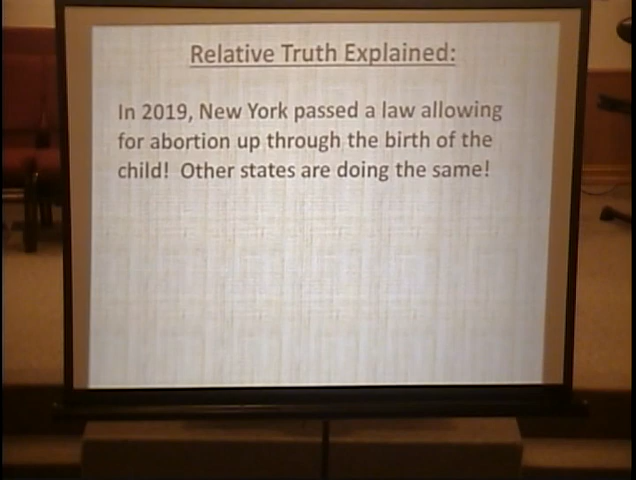 Relative Truth Explained:
In 2019, New York passed a law allowing
for abortion up through the birth of the
child! Other states are doing the same!